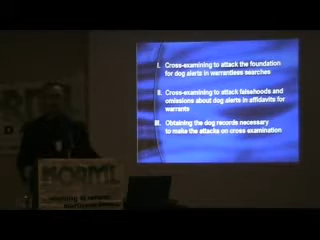 I. Cross-examining to attack the foundation
for dog alerts in warrantless searches
II. Cross-examining to attack falsehoods and
omissions about dog alerts in affidavits for
warrants
III. Obtaining the dog records necessary
to make the attacks on cross examination
NORML